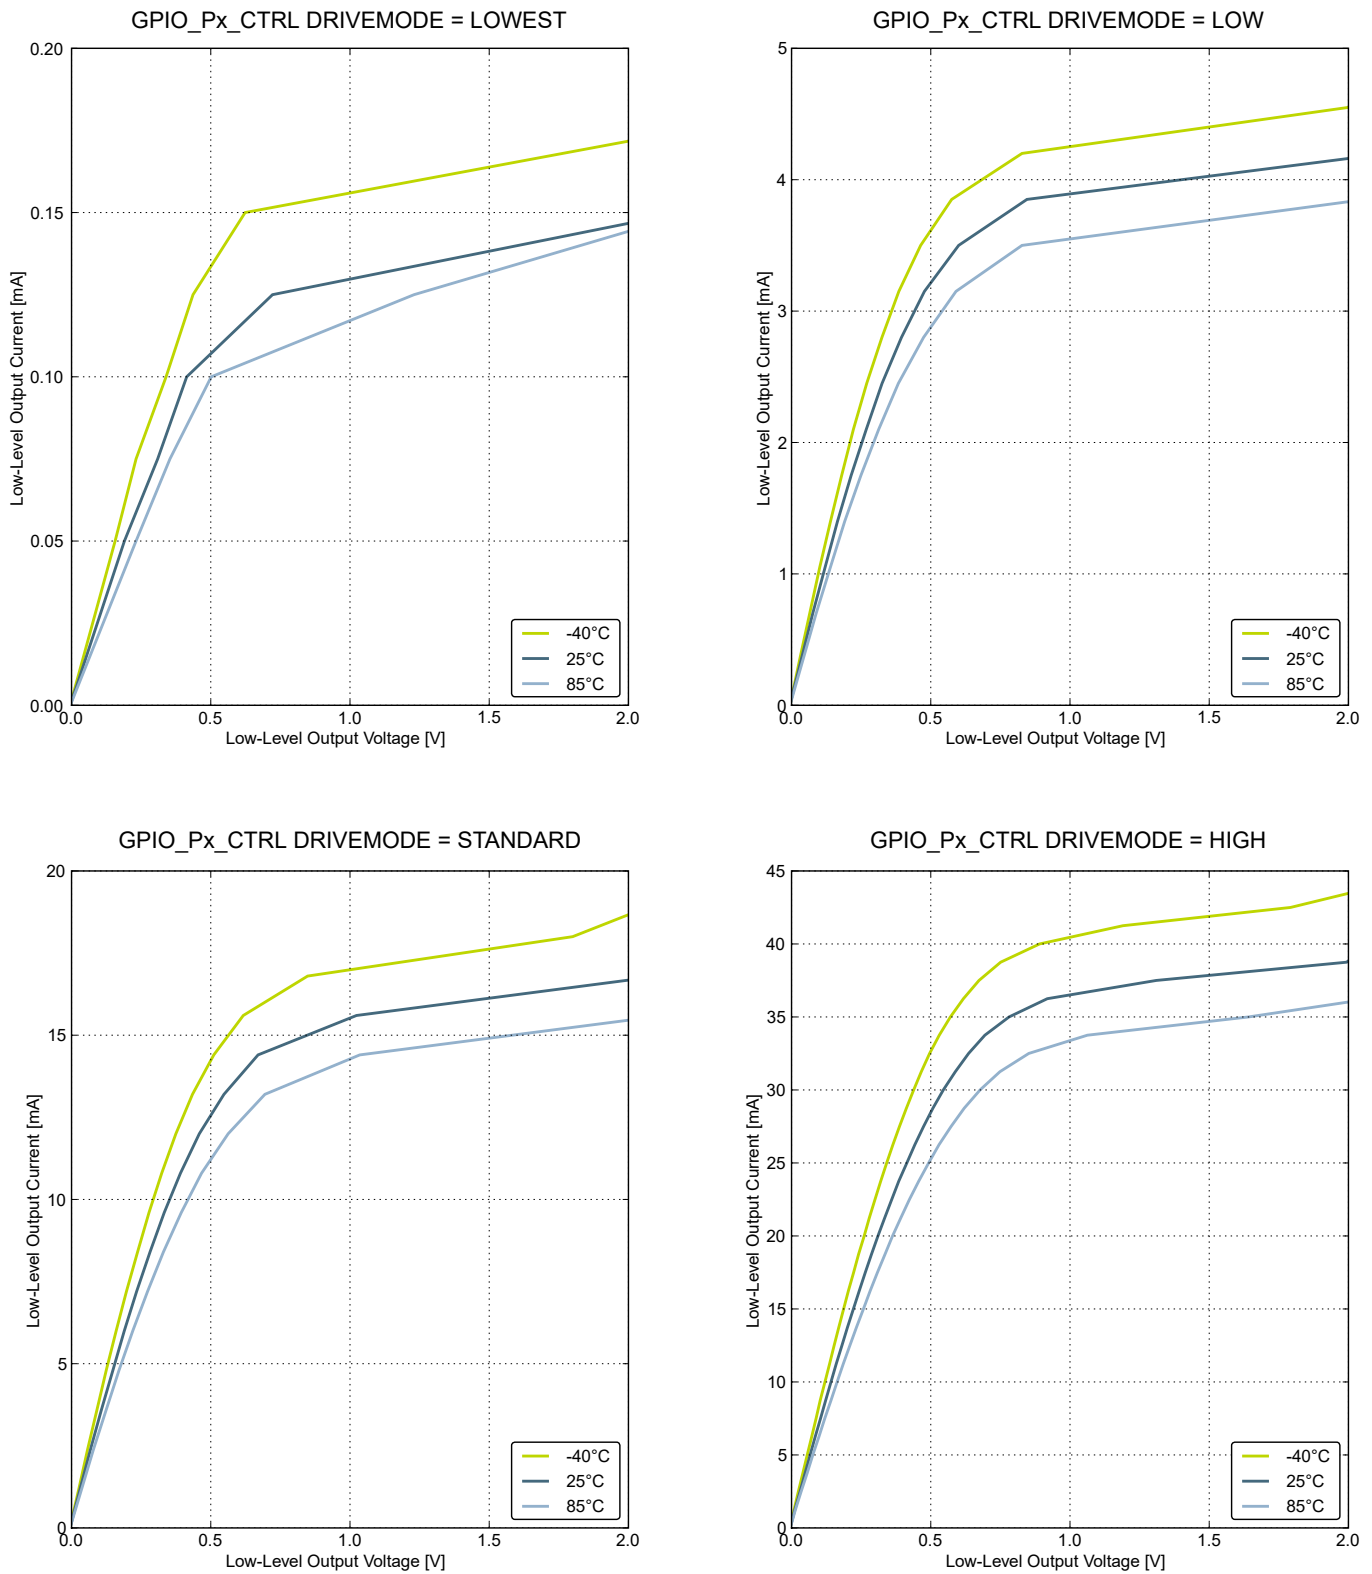 GPIO_Px_CTRL DRIVEMODE = LOWEST
0.20
0.15
0.10
0.05
0.00
0.0 0.5 1.0 1.5 2.0
Low-Level Output Voltage [V]
Low-Level Output Current [mA]
-40°C
25°C
85°C
GPIO_Px_CTRL DRIVEMODE = LOW
5
4
3
2
1
0
0.0 0.5 1.0 1.5 2.0
Low-Level Output Voltage [V]
Low-Level Output Current [mA]
-40°C
25°C
85°C
GPIO_Px_CTRL DRIVEMODE = STANDARD
20
15
10
5
0
0.0 0.5 1.0 1.5 2.0
Low-Level Output Voltage [V]
Low-Level Output Current [mA]
-40°C
25°C
85°C
GPIO_Px_CTRL DRIVEMODE = HIGH
45
40
35
30
25
20
15
10
5
0
0.0 0.5 1.0 1.5 2.0
Low-Level Output Voltage [V]
Low-Level Output Current [mA]
-40°C
25°C
85°C